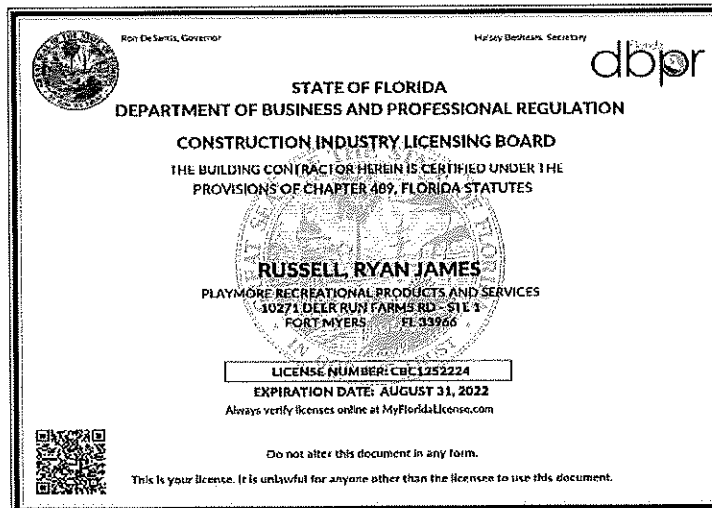 Ron DeSantis, Governor
Halsey Beshears, Secretary
dbpr
STATE OF FLORIDA
DEPARTMENT OF BUSINESS AND PROFESSIONAL REGULATION
CONSTRUCTION INDUSTRY LICENSING BOARD
THE BUILDING CONTRACTOR HEREIN IS CERTIFIED UNDER THE
PROVISIONS OF CHAPTER 489, FLORIDA STATUTES
RUSSELL, RYAN JAMES
PLAYMORE RECREATIONAL PRODUCTS AND SERVICES
10271 DEER RUN FARMS RD - STE 1
FORT MYERS FL 33966
LICENSE NUMBER: CBC1252224
EXPIRATION DATE: AUGUST 31, 2022
Always verify licenses online at MyFloridaLicense.com
Do not alter this document in any form.
This is your license. It is unlawful for anyone other than the licensee to use this document.